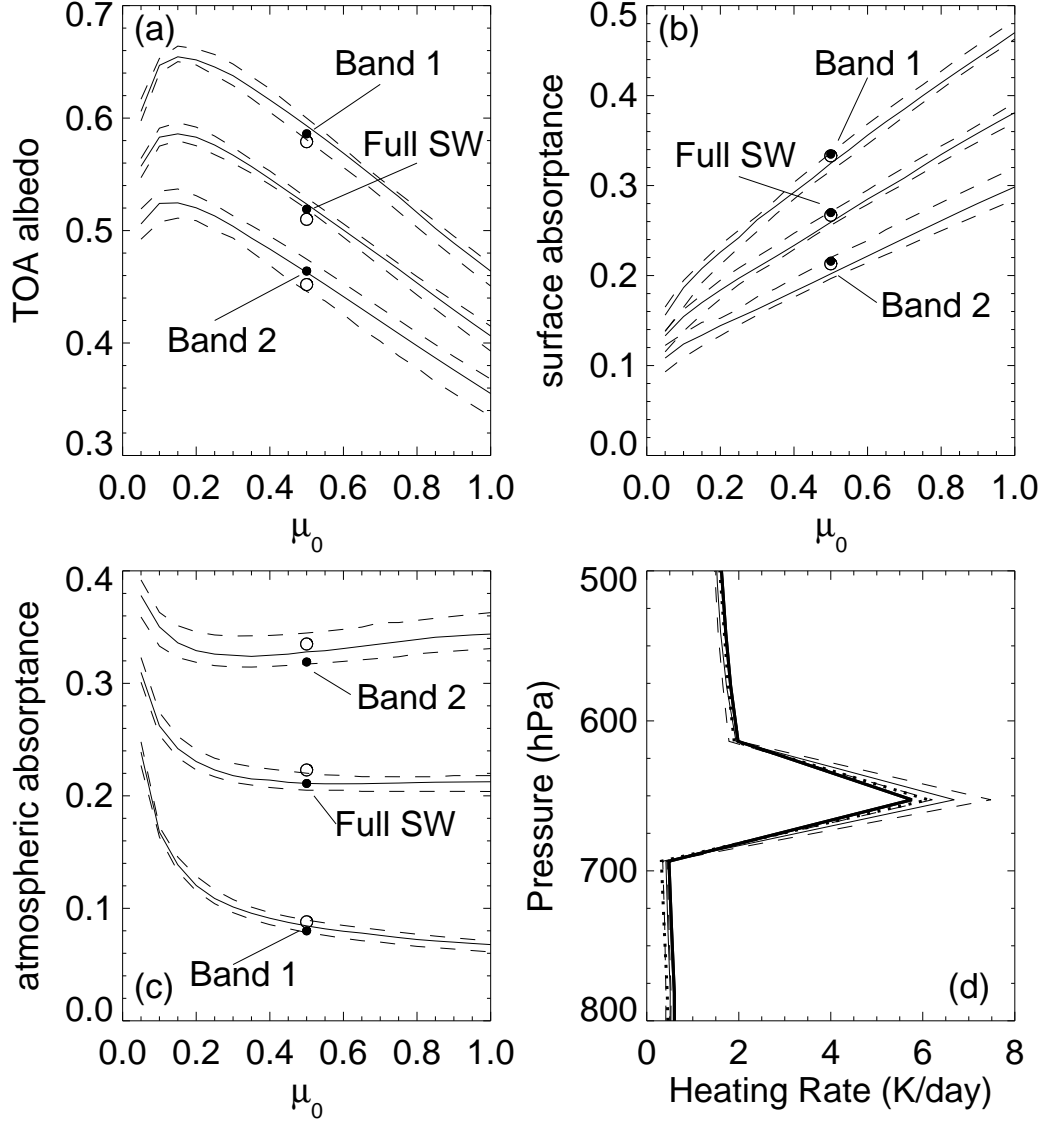 (a)
0.7
0.6
0.5
0.4
0.3
TOA albedo
Band 1
Full SW
Band 2
0.0 0.2 0.4 0.6 0.8 1.0
μ0
(b)
0.5
0.4
0.3
0.2
0.1
0.0
surface absorptance
Band 1
Full SW
Band 2
0.0 0.2 0.4 0.6 0.8 1.0
μ0
0.4
0.3
0.2
0.1
0.0
atmospheric absorptance
Band 2
Full SW
Band 1
(c)
0.0 0.2 0.4 0.6 0.8 1.0
μ0
500
600
700
800
Pressure (hPa)
(d)
0 2 4 6 8
Heating Rate (K/day)